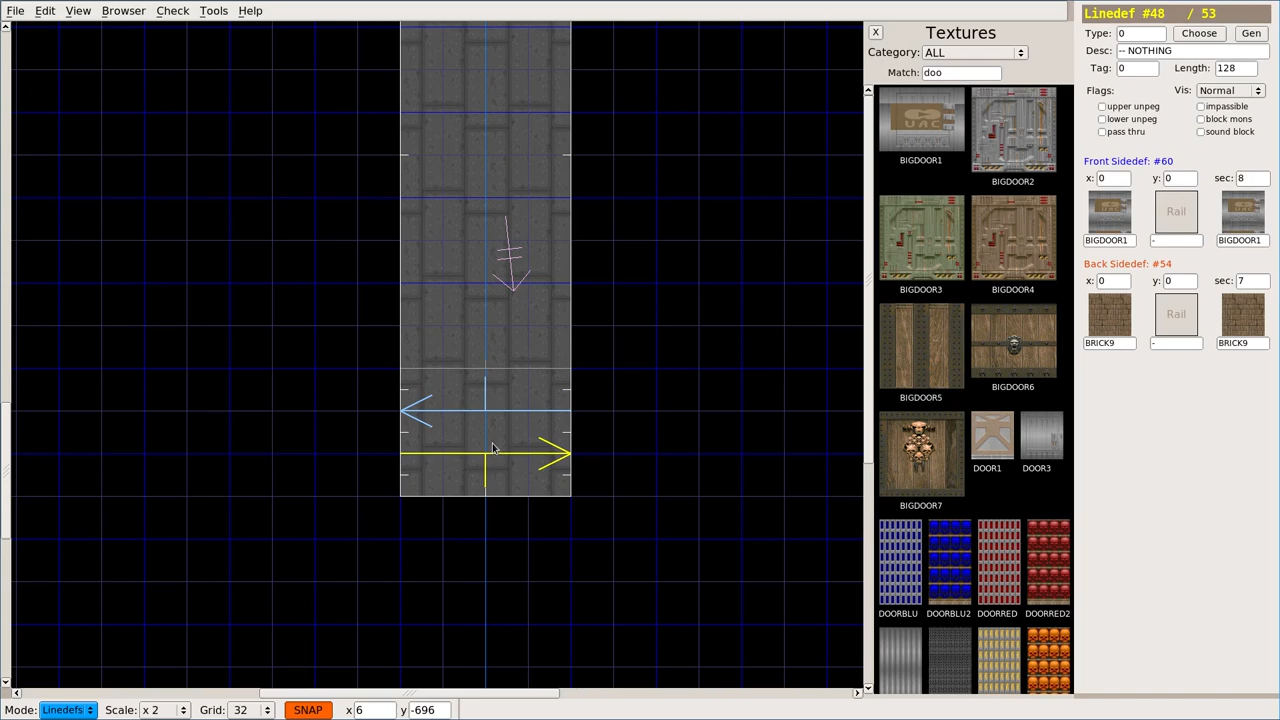 File Edit View Browser Check Tools Help
Linedef #48 / 53
Type: 0 Choose Gen
Desc: -- NOTHING
Tag: 0 Length: 128
Flags: Vis: Normal
upper unpeg impassible
lower unpeg block mons
pass thru sound block
Front Sidedef: #60
x: 0 y: 0 sec: 8
Rail
BIGDOOR1 - BIGDOOR1
Back Sidedef: #54
x: 0 y: 0 sec: 7
Rail
BRICK9 - BRICK9
X Textures
Category: ALL
Match: doo
UAC
BIGDOOR1
BIGDOOR2
BIGDOOR3 BIGDOOR4
BIGDOOR5
BIGDOOR6
BIGDOOR7
DOOR1 DOOR3
DOORBLU DOORBLU2 DOORRED DOORRED2
Mode: Linedefs Scale: x 2 Grid: 32 SNAP x 6 y -696